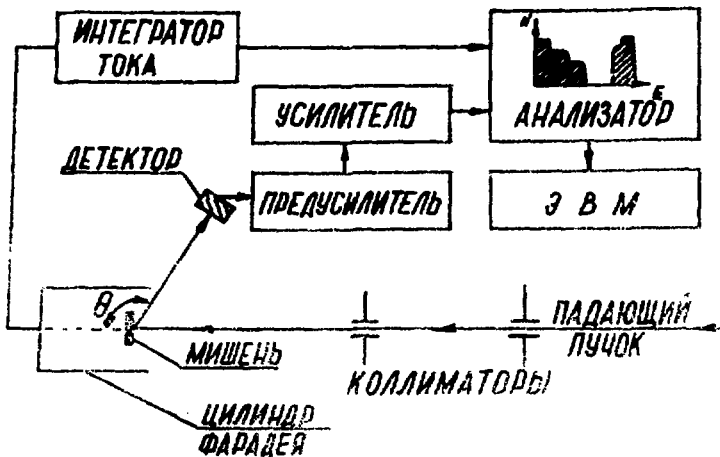 ИНТЕГРАТОР
ТОКА
N
E
АНАЛИЗАТОР
УСИЛИТЕЛЬ
ДЕТЕКТОР
ПРЕДУСИЛИТЕЛЬ
Э В М
θ
ПАДАЮЩИЙ
ПУЧОК
МИШЕНЬ
КОЛЛИМАТОРЫ
ЦИЛИНДР
ФАРАДЕЯ